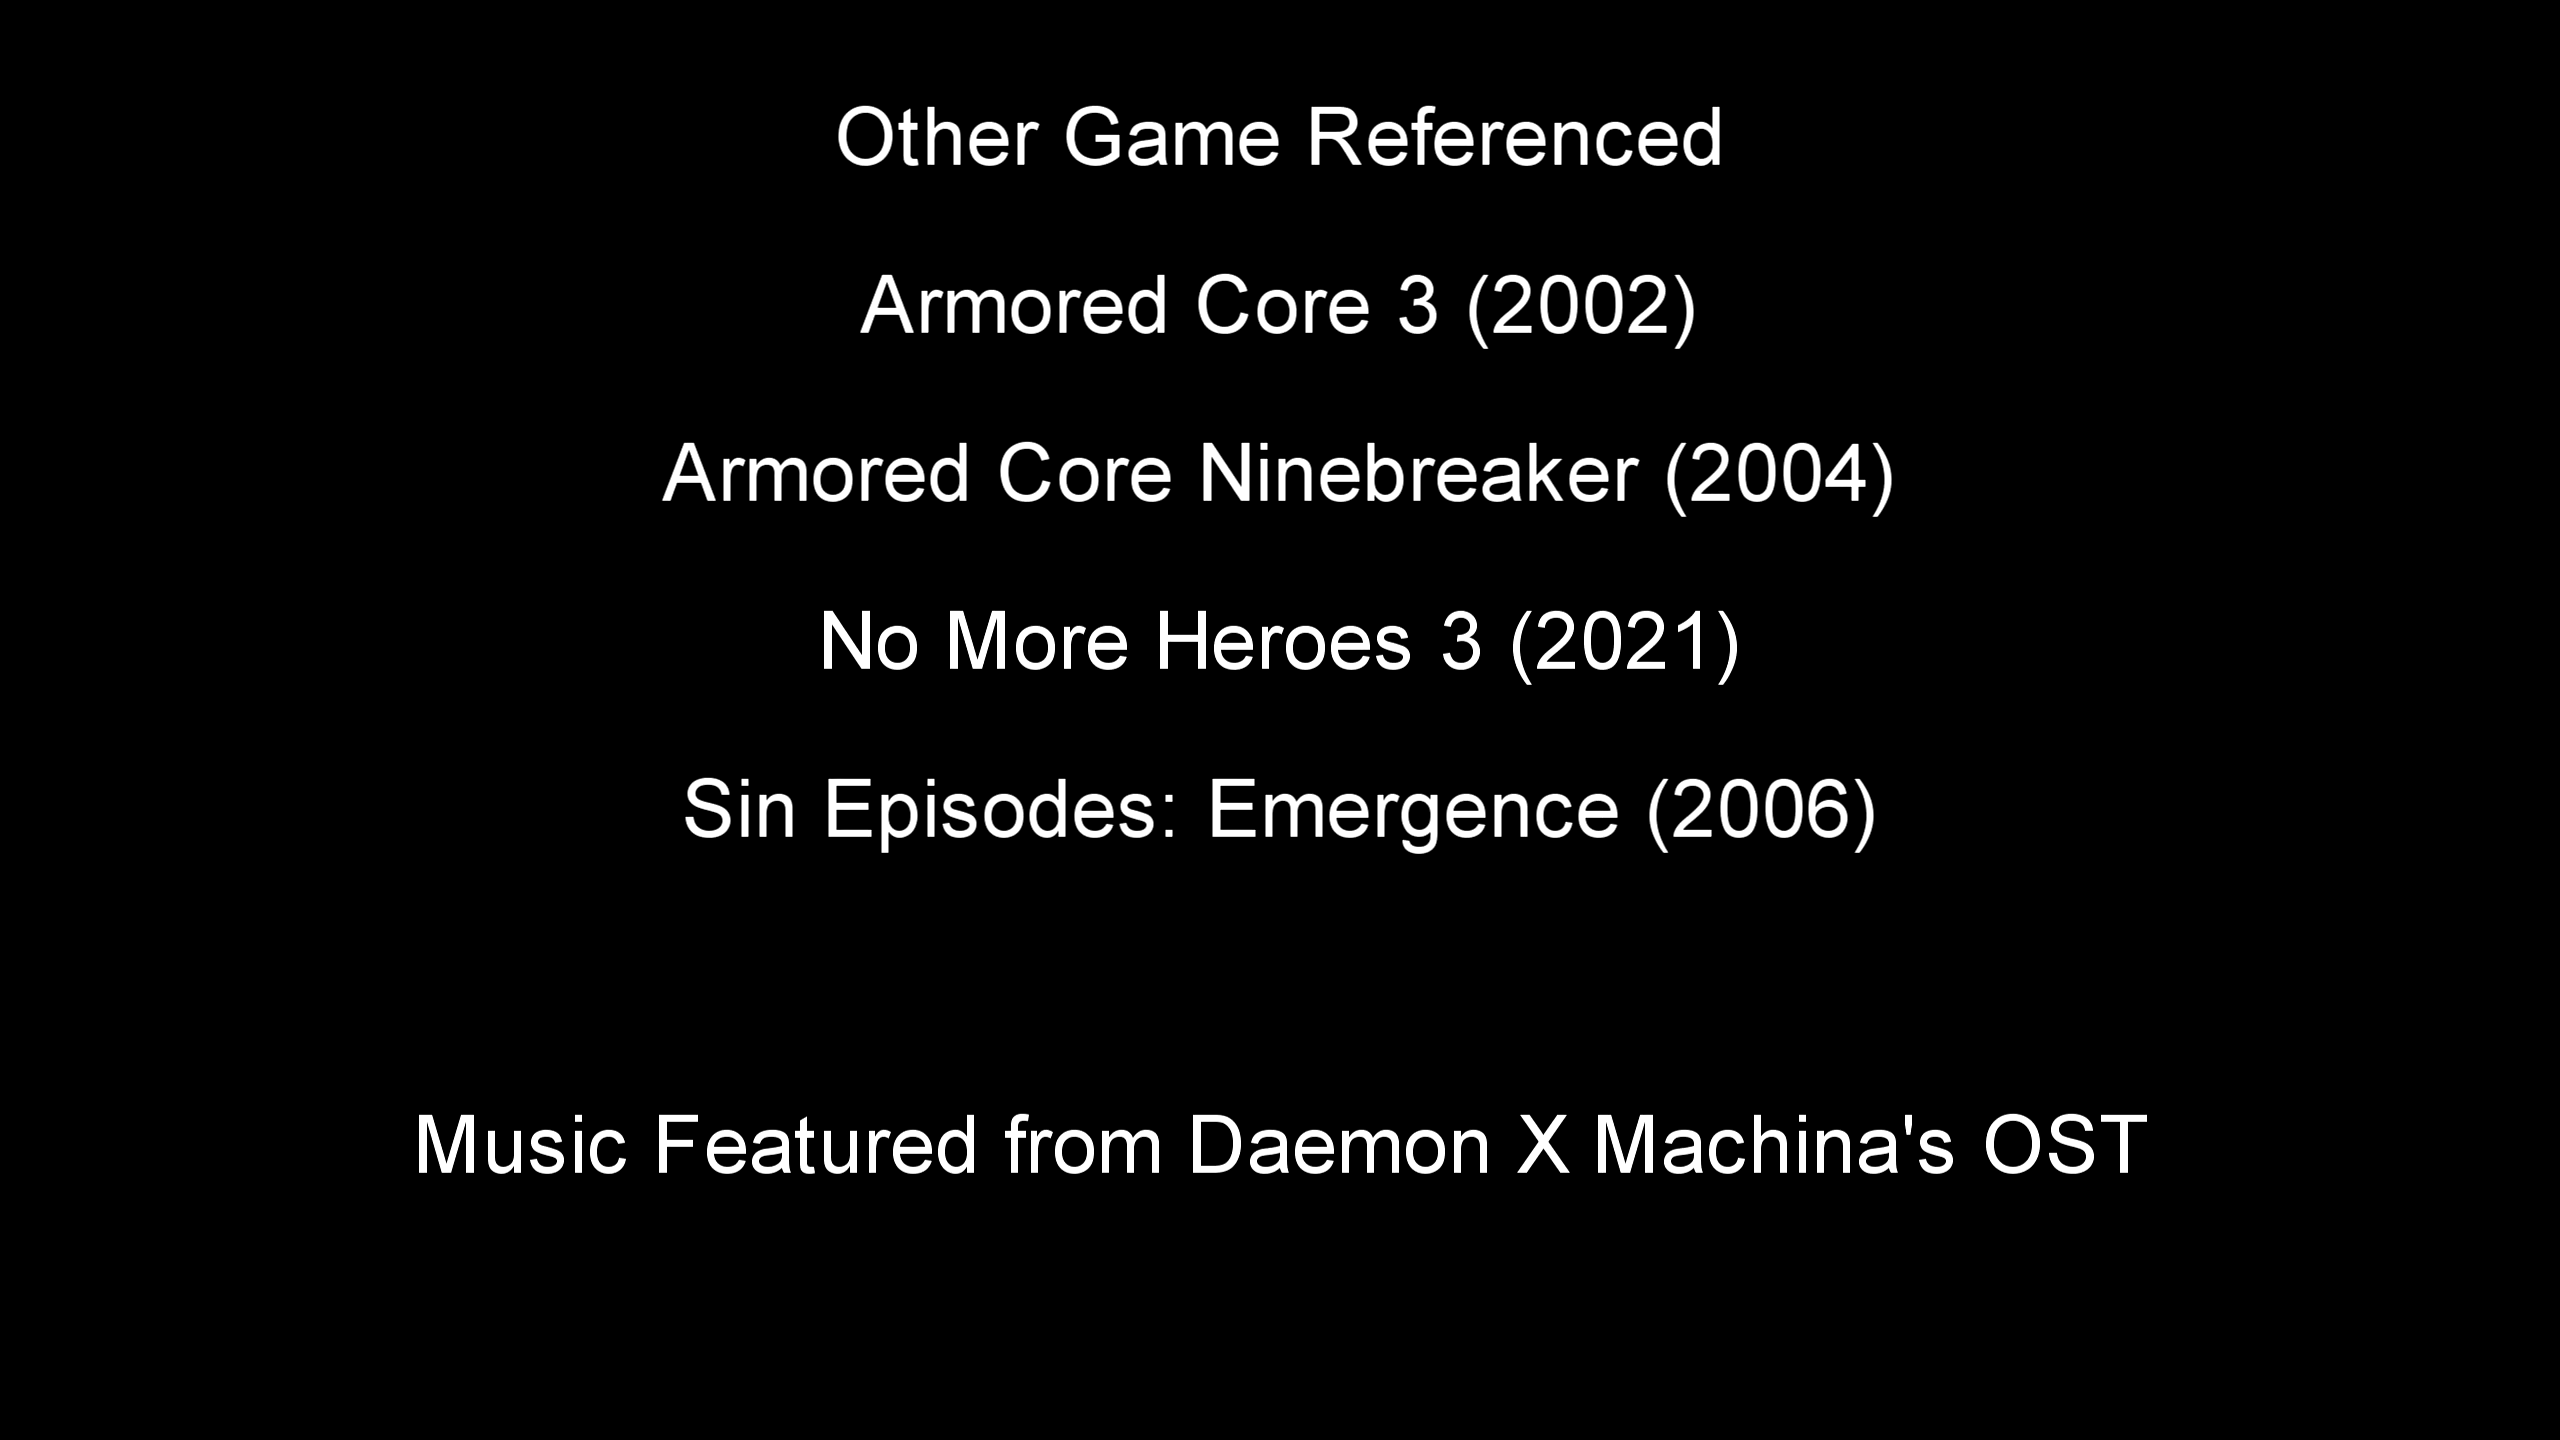 Other Game Referenced
Armored Core 3 (2002)
Armored Core Ninebreaker (2004)
No More Heroes 3 (2021)
Sin Episodes: Emergence (2006)
Music Featured from Daemon X Machina's OST